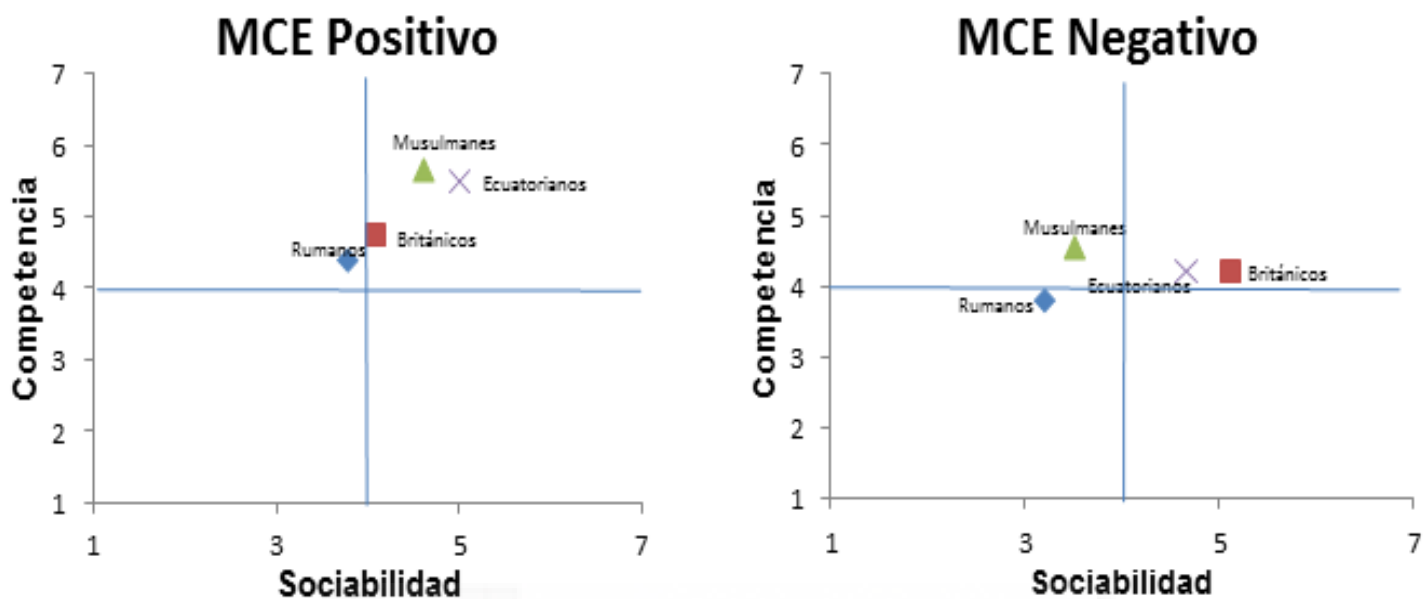 MCE Positivo
7
6
5
4
3
2
1
Competencia
Musulmanes
Ecuatorianos
Británicos
Rumanos
1
3
5
7
Sociabilidad
MCE Negativo
7
6
5
4
3
2
1
Competencia
Musulmanes
Ecuatorianos
Británicos
Rumanos
1
3
5
7
Sociabilidad